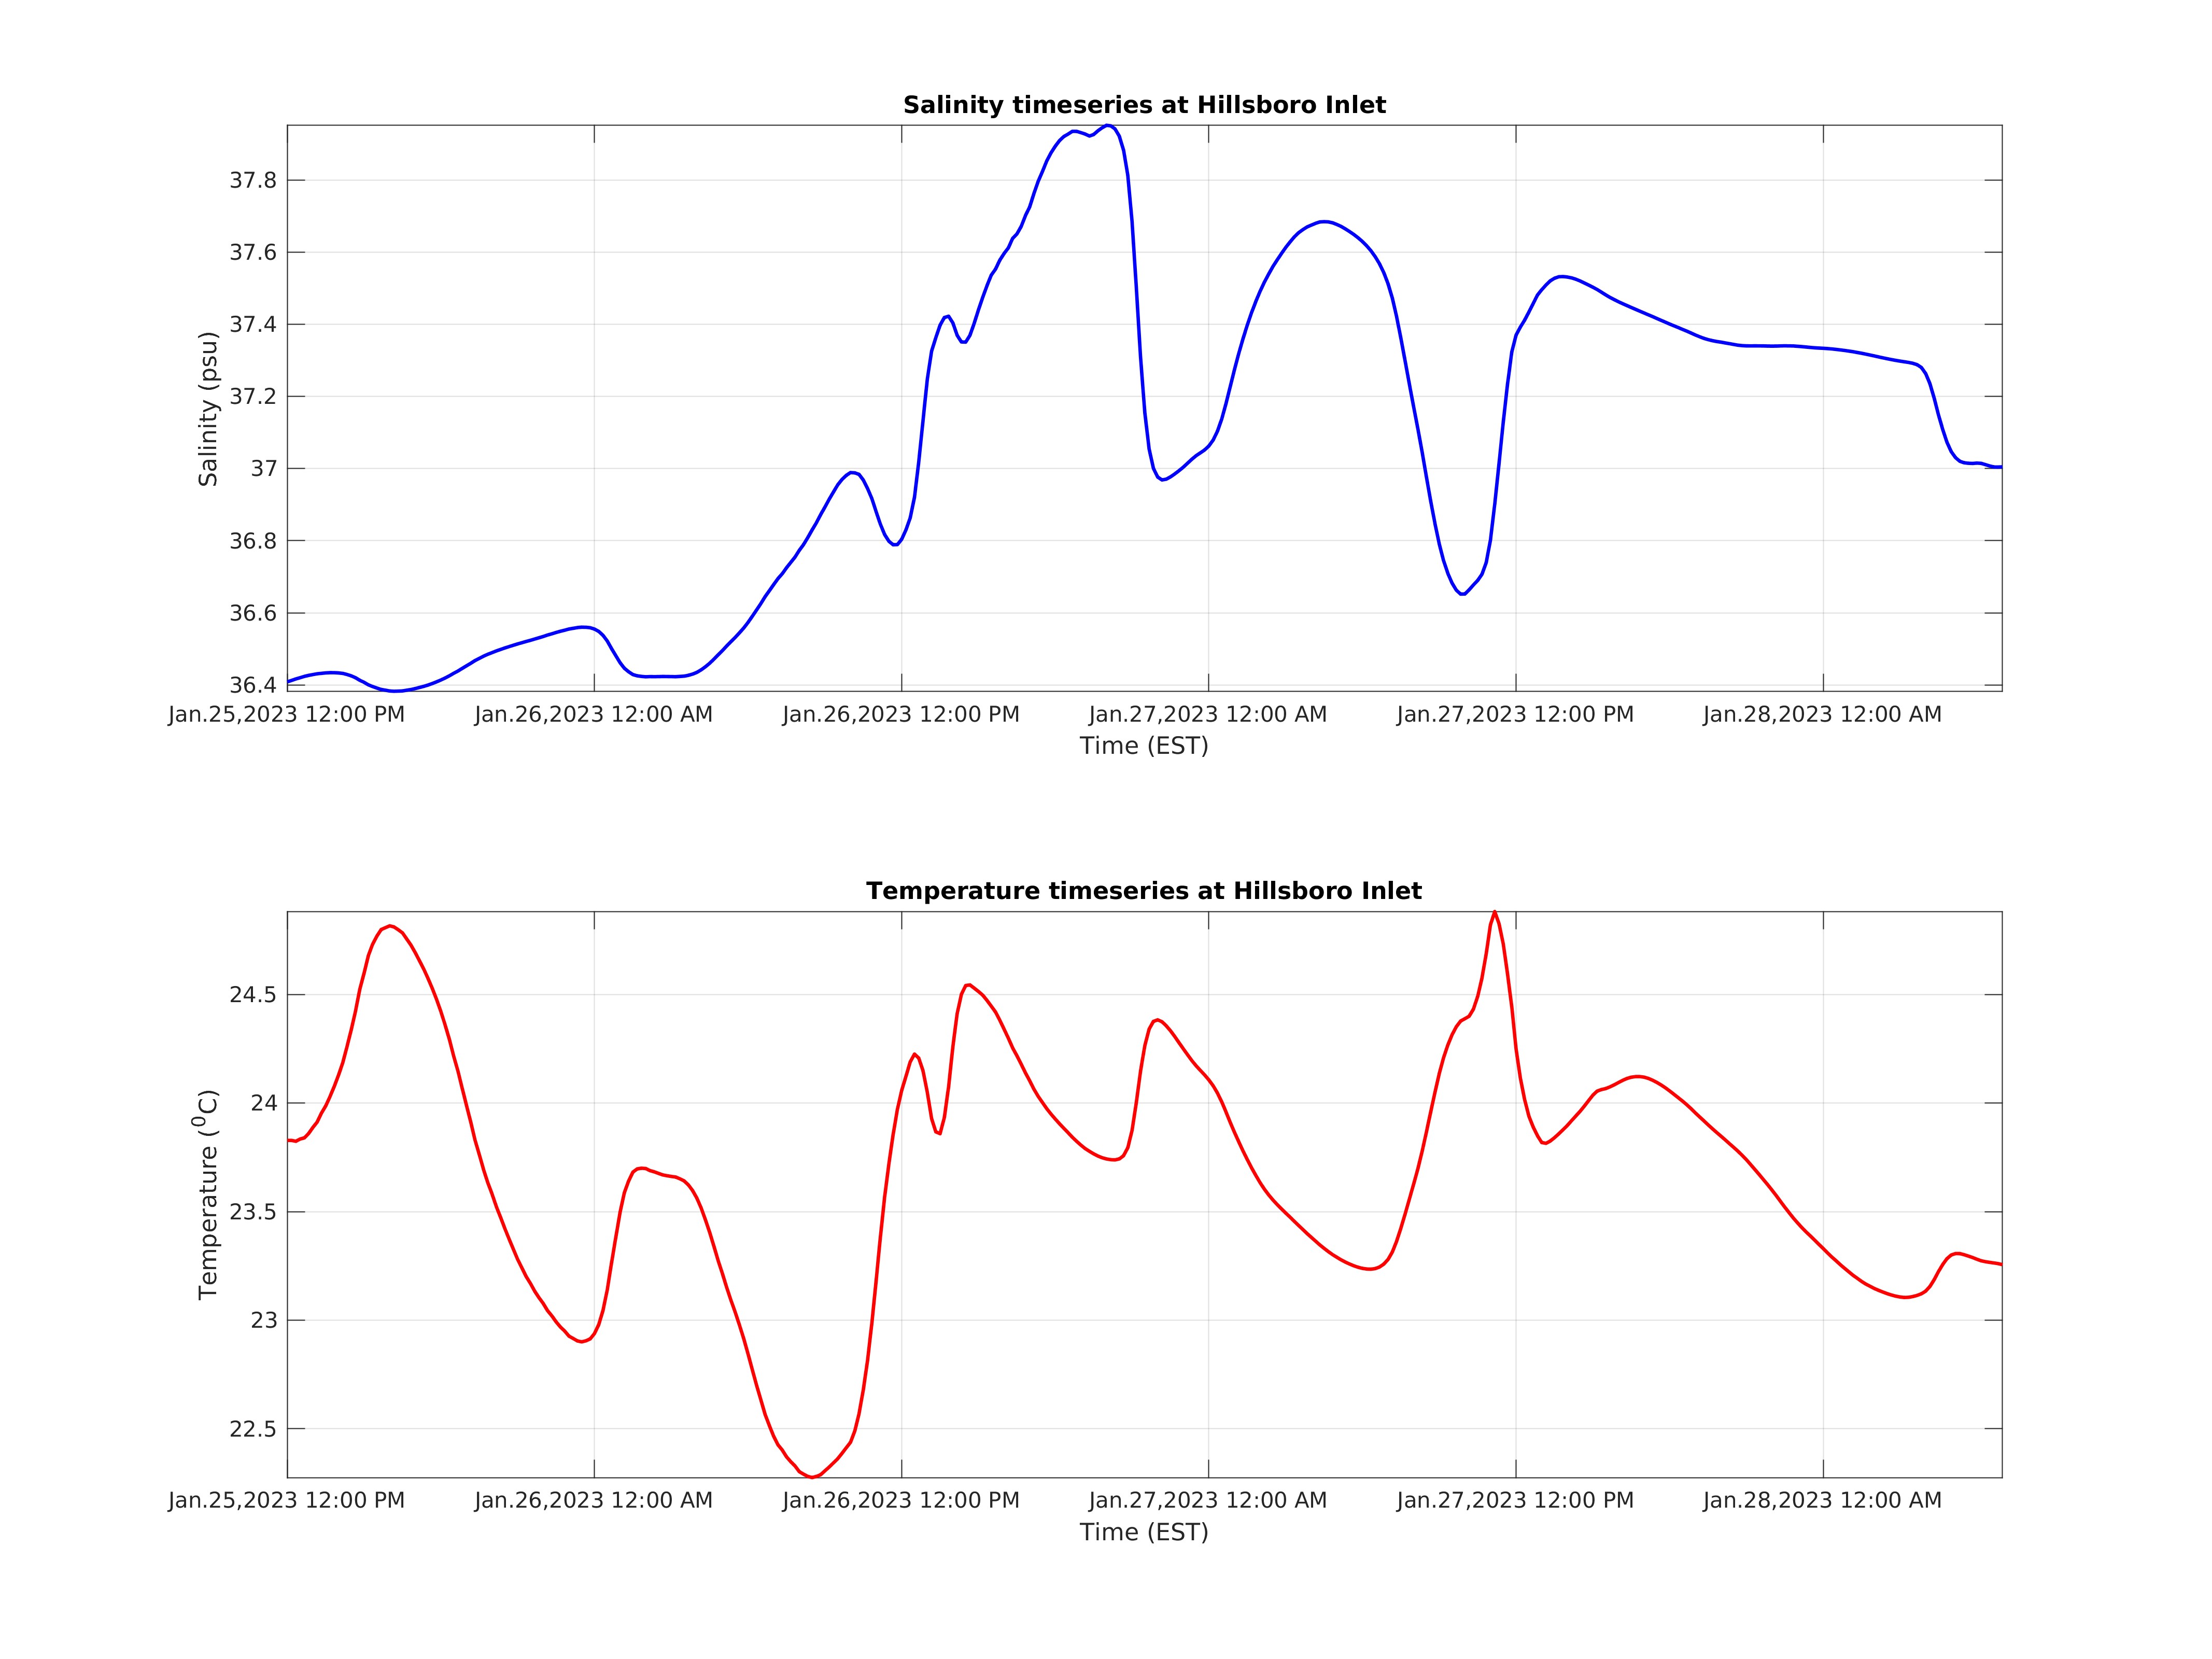 Salinity timeseries at Hillsboro Inlet
37.8
37.6
37.4
37.2
37
36.8
36.6
36.4
Salinity (psu)
Jan.25,2023 12:00 PM Jan.26,2023 12:00 AM Jan.26,2023 12:00 PM Jan.27,2023 12:00 AM Jan.27,2023 12:00 PM Jan.28,2023 12:00 AM
Time (EST)
Temperature timeseries at Hillsboro Inlet
24.5
24
23.5
23
22.5
Temperature (⁰C)
Jan.25,2023 12:00 PM Jan.26,2023 12:00 AM Jan.26,2023 12:00 PM Jan.27,2023 12:00 AM Jan.27,2023 12:00 PM Jan.28,2023 12:00 AM
Time (EST)